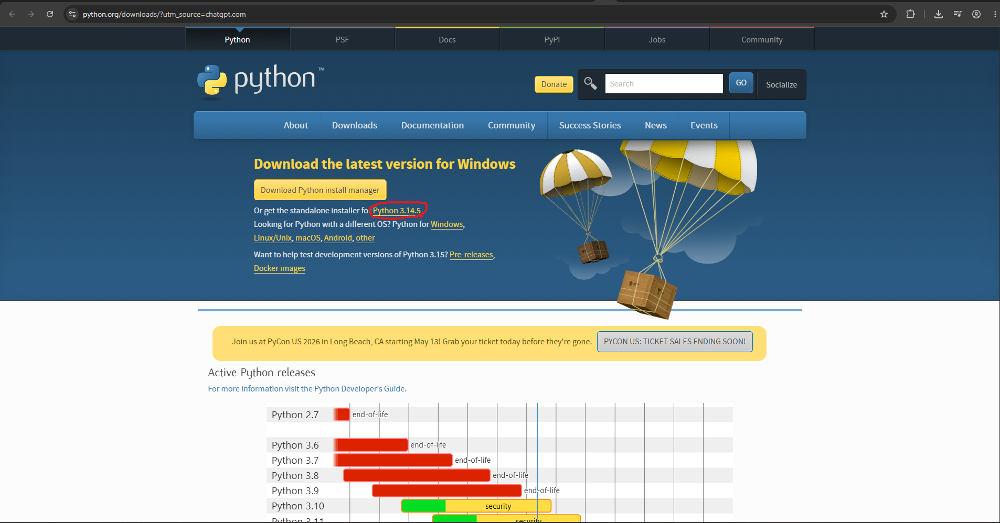 python.org/downloads/?utm_source=chatgpt.com
Python PSF Docs PyPI Jobs Community
python™
Donate Search GO Socialize
About Downloads Documentation Community Success Stories News Events
Download the latest version for Windows
Download Python install manager
Or get the standalone installer for Python 3.14.5
Looking for Python with a different OS? Python for Windows,
Linux/Unix, macOS, Android, other
Want to help test development versions of Python 3.15? Pre-releases,
Docker images
Join us at PyCon US 2026 in Long Beach, CA starting May 13! Grab your ticket today before they're gone. PYCON US: TICKET SALES ENDING SOON!
Active Python releases
For more information visit the Python Developer's Guide.
Python 2.7 end-of-life
Python 3.6 end-of-life
Python 3.7 end-of-life
Python 3.8 end-of-life
Python 3.9 end-of-life
Python 3.10 security
Python 3.11 security